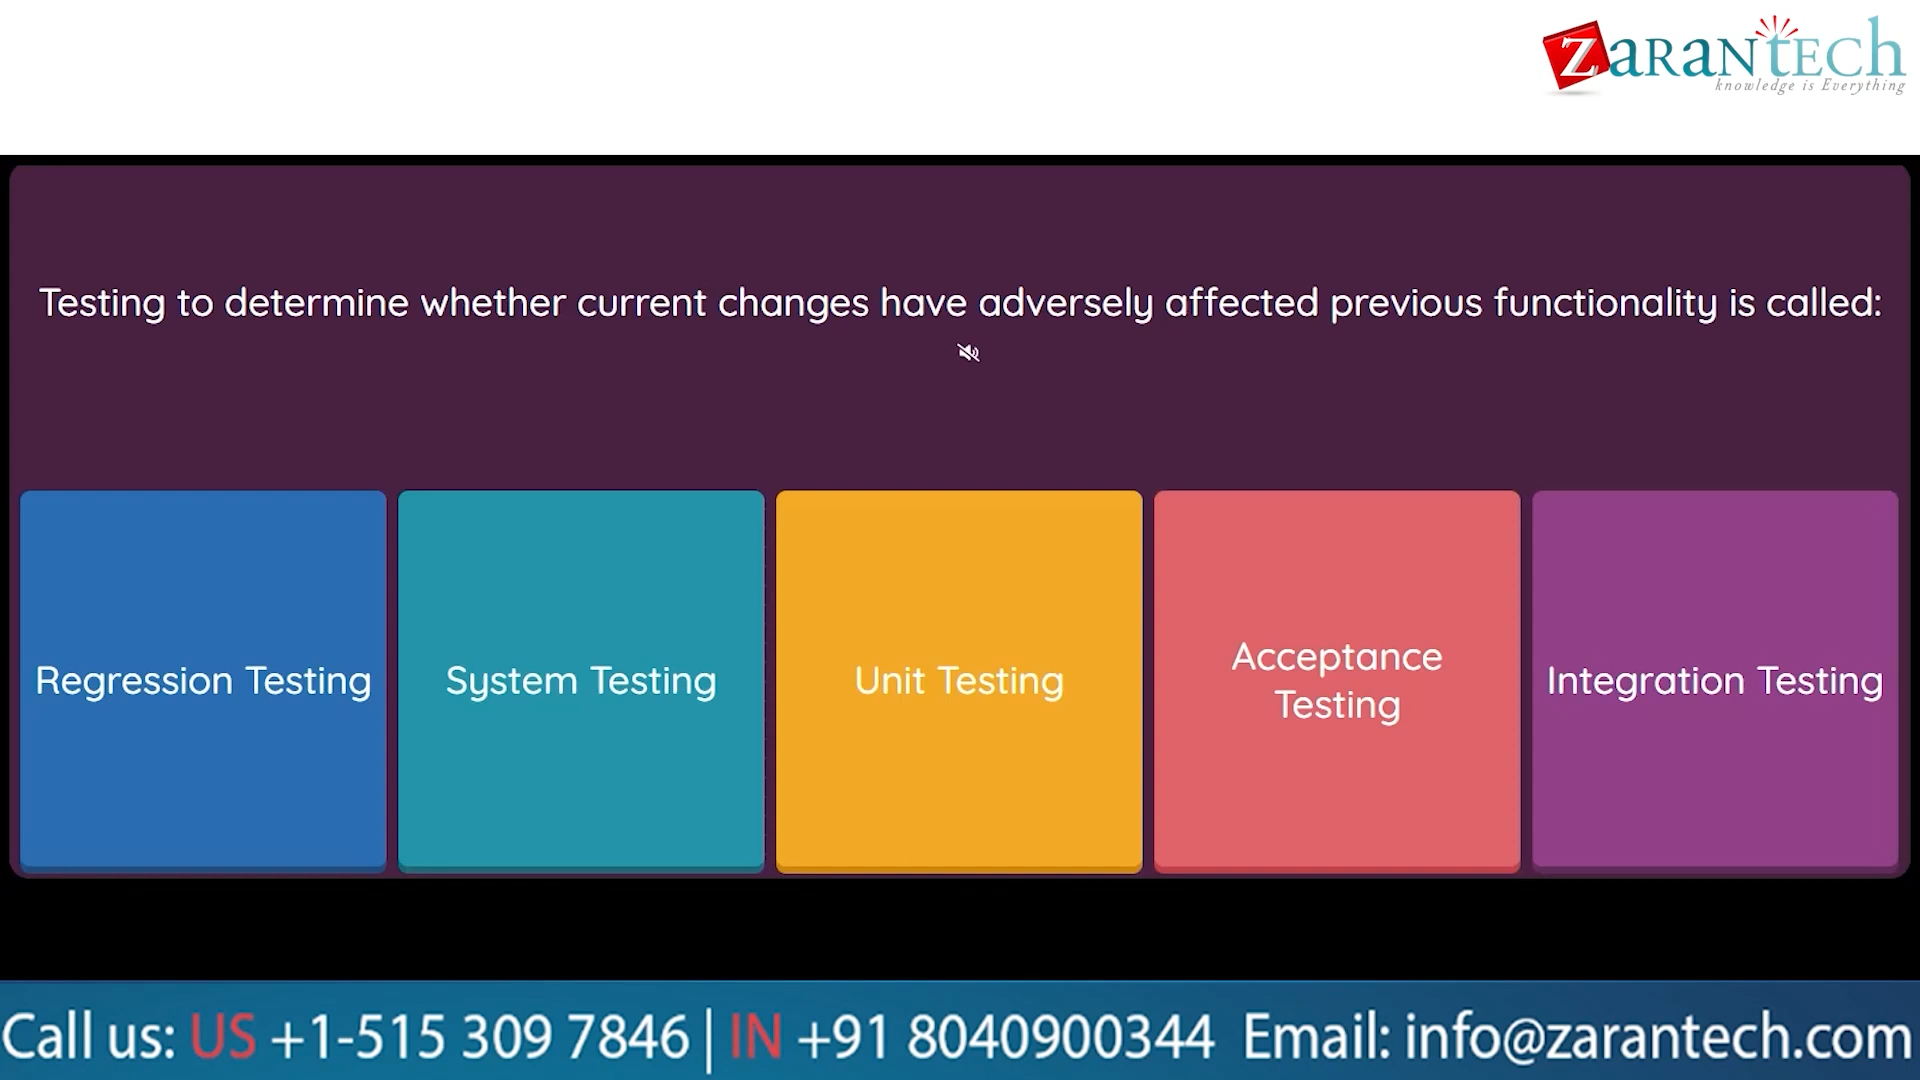 ZARANTECH
knowledge is Everything
Testing to determine whether current changes have adversely affected previous functionality is called:
Regression Testing
System Testing
Unit Testing
Acceptance
Testing
Integration Testing
Call us: US +1-515 309 7846 | IN +91 8040900344 Email: info@zarantech.com